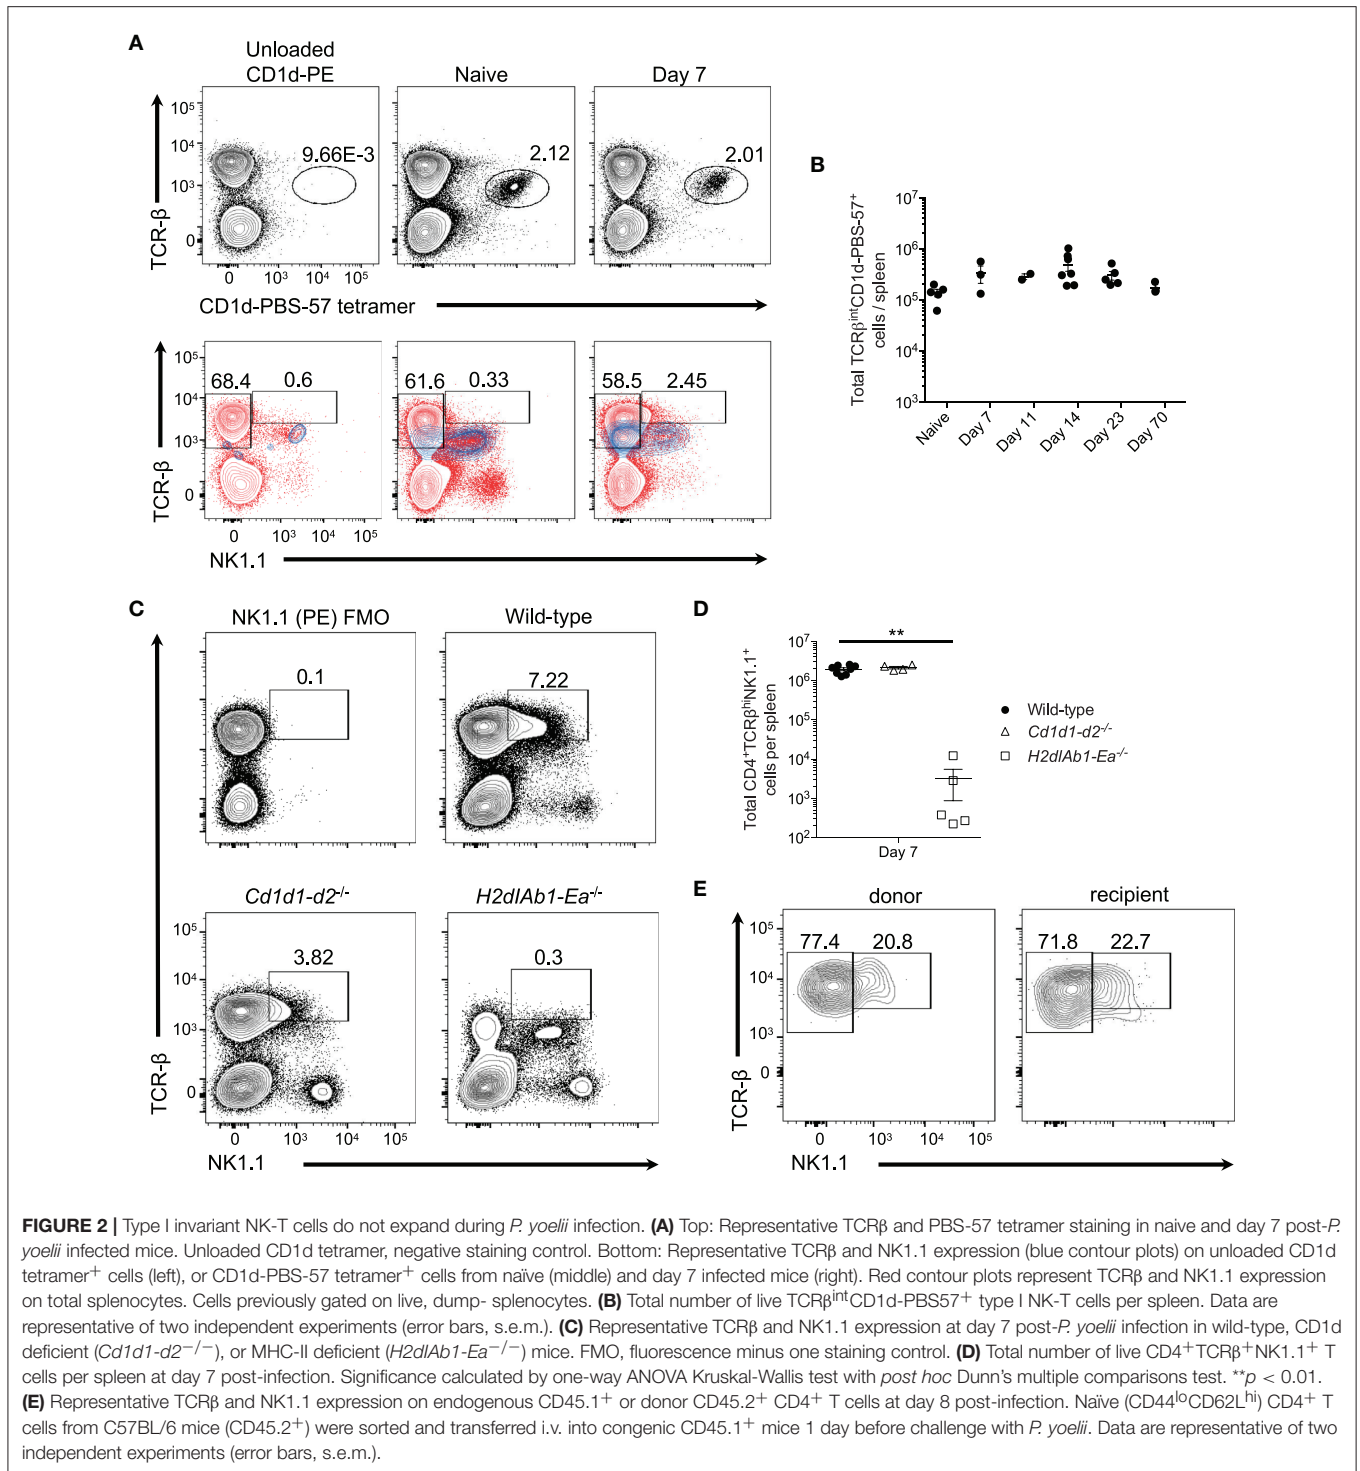 A
Unloaded
CD1d-PE
Naive
Day 7
TCR-β
10⁵
10⁴
10³
0
9.66E-3
2.12
2.01
0 10³ 10⁴ 10⁵
CD1d-PBS-57 tetramer
TCR-β
10⁵
10⁴
10³
0
68.4 0.6
61.6 0.33
58.5 2.45
0 10³ 10⁴ 10⁵
NK1.1
B
Total TCRβ^intCD1d-PBS-57⁺
cells / spleen
10⁷
10⁶
10⁵
10⁴
10³
Naïve
Day 7
Day 11
Day 14
Day 23
Day 70
C
NK1.1 (PE) FMO
Wild-type
0.1
7.22
Cd1d1-d2-/-
H2dlAb1-Ea-/-
3.82
0.3
TCR-β
10⁵
10⁴
10³
0
0 10³ 10⁴ 10⁵
NK1.1
D
Total CD4⁺TCRβ^hiNK1.1⁺
cells per spleen
10⁷
10⁶
10⁵
10⁴
10³
10²
**
Day 7
Wild-type
Cd1d1-d2-/-
H2dlAb1-Ea-/-
E
donor
recipient
TCR-β
10⁵
10⁴
10³
0
77.4 20.8
71.8 22.7
0 10³ 10⁴ 10⁵
NK1.1
FIGURE 2 | Type I invariant NK-T cells do not expand during P. yoelii infection. (A) Top: Representative TCRβ and PBS-57 tetramer staining in naive and day 7 post-P.
yoelii infected mice. Unloaded CD1d tetramer, negative staining control. Bottom: Representative TCRβ and NK1.1 expression (blue contour plots) on unloaded CD1d
tetramer⁺ cells (left), or CD1d-PBS-57 tetramer⁺ cells from naïve (middle) and day 7 infected mice (right). Red contour plots represent TCRβ and NK1.1 expression
on total splenocytes. Cells previously gated on live, dump- splenocytes. (B) Total number of live TCRβ^intCD1d-PBS57⁺ type I NK-T cells per spleen. Data are
representative of two independent experiments (error bars, s.e.m.). (C) Representative TCRβ and NK1.1 expression at day 7 post-P. yoelii infection in wild-type, CD1d
deficient (Cd1d1-d2−/−), or MHC-II deficient (H2dlAb1-Ea−/−) mice. FMO, fluorescence minus one staining control. (D) Total number of live CD4⁺TCRβ⁺NK1.1⁺ T
cells per spleen at day 7 post-infection. Significance calculated by one-way ANOVA Kruskal-Wallis test with post hoc Dunn's multiple comparisons test. **p < 0.01.
(E) Representative TCRβ and NK1.1 expression on endogenous CD45.1⁺ or donor CD45.2⁺ CD4⁺ T cells at day 8 post-infection. Naïve (CD44^loCD62L^hi) CD4⁺ T
cells from C57BL/6 mice (CD45.2⁺) were sorted and transferred i.v. into congenic CD45.1⁺ mice 1 day before challenge with P. yoelii. Data are representative of two
independent experiments (error bars, s.e.m.).